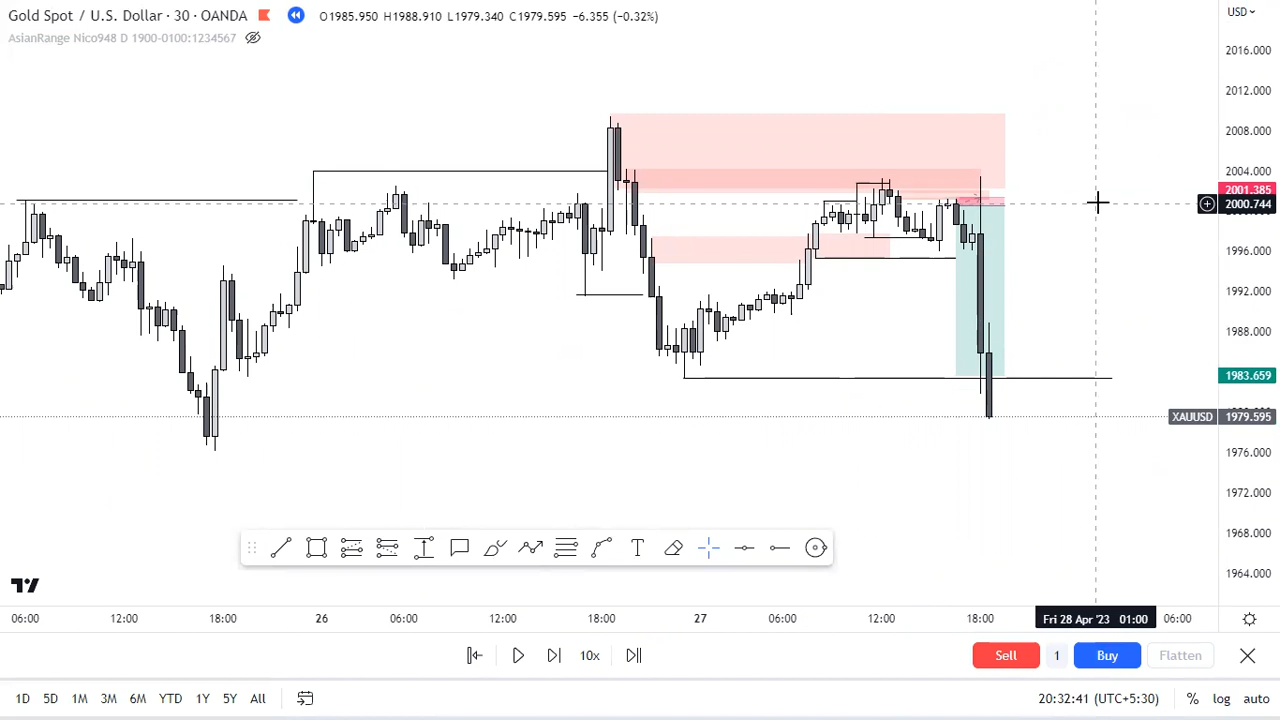 Gold Spot / U.S. Dollar · 30 · OANDA O1985.950 H1988.910 L1979.340 C1979.595 −6.355 (−0.32%)
AsianRange Nico948 D 1900-0100:1234567
USD
2016.000
2012.000
2008.000
2004.000
2001.385
2000.744
1996.000
1992.000
1988.000
1983.659
XAUUSD 1979.595
1976.000
1972.000
1968.000
1964.000
06:00 12:00 18:00 26 06:00 12:00 18:00 27 06:00 12:00 18:00 Fri 28 Apr '23 01:00 06:00
10x Sell 1 Buy Flatten
1D 5D 1M 3M 6M YTD 1Y 5Y All 20:32:41 (UTC+5:30) % log auto